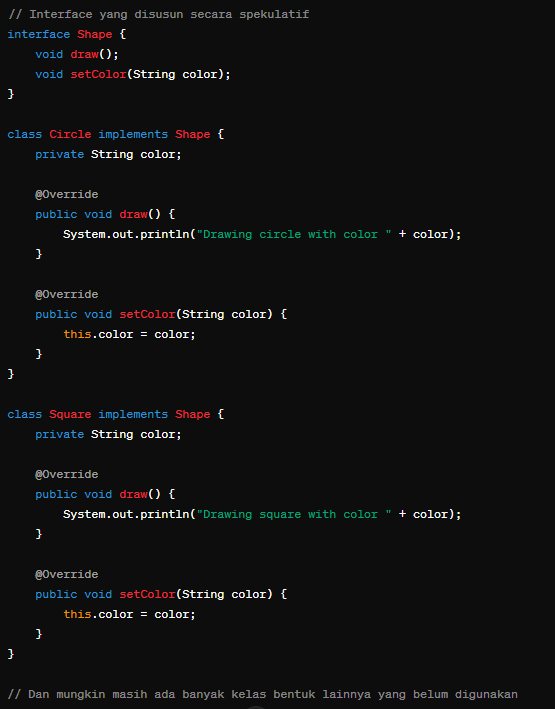 // Interface yang disusun secara spekulatif
interface Shape {
    void draw();
    void setColor(String color);
}

class Circle implements Shape {
    private String color;

    @Override
    public void draw() {
        System.out.println("Drawing circle with color " + color);
    }

    @Override
    public void setColor(String color) {
        this.color = color;
    }
}

class Square implements Shape {
    private String color;

    @Override
    public void draw() {
        System.out.println("Drawing square with color " + color);
    }

    @Override
    public void setColor(String color) {
        this.color = color;
    }
}

// Dan mungkin masih ada banyak kelas bentuk lainnya yang belum digunakan